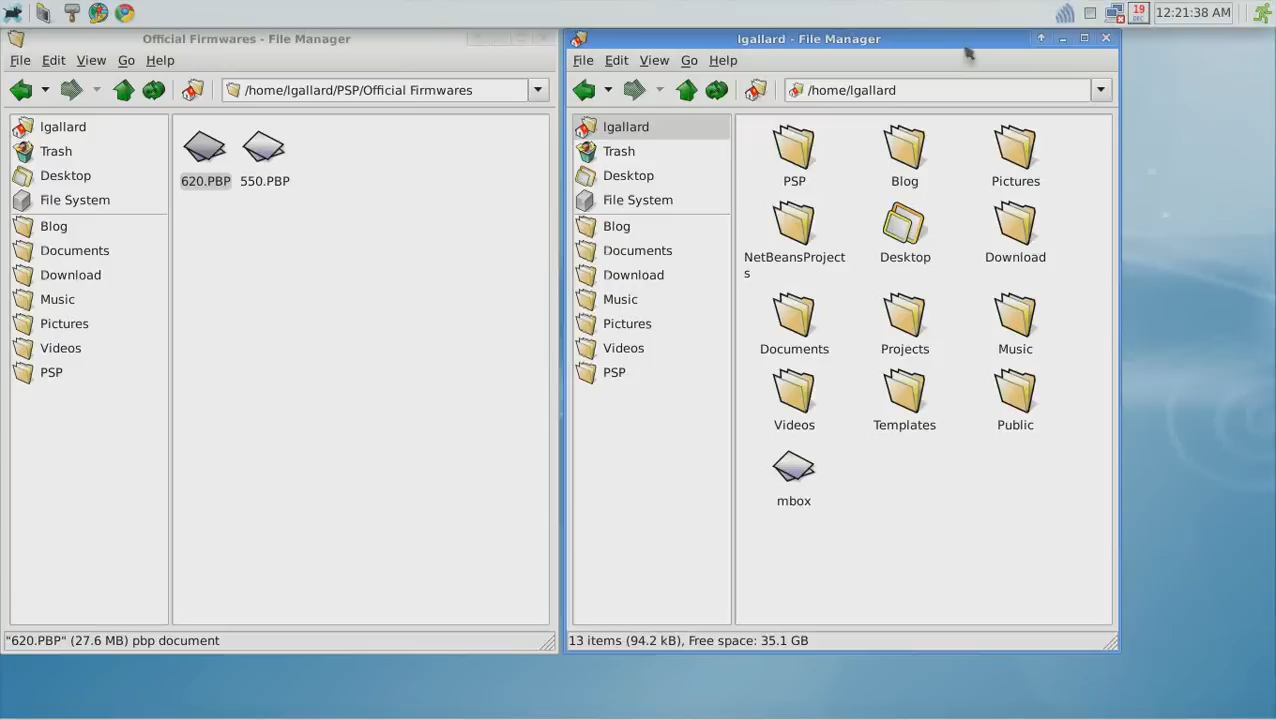 19
DEC
12:21:38 AM
Official Firmwares - File Manager
File Edit View Go Help
/home/lgallard/PSP/Official Firmwares
lgallard
Trash
Desktop
File System
Blog
Documents
Download
Music
Pictures
Videos
PSP
620.PBP
550.PBP
"620.PBP" (27.6 MB) pbp document
lgallard - File Manager
File Edit View Go Help
/home/lgallard
lgallard
Trash
Desktop
File System
Blog
Documents
Download
Music
Pictures
Videos
PSP
PSP
Blog
Pictures
NetBeansProject
s
Desktop
Download
Documents
Projects
Music
Videos
Templates
Public
mbox
13 items (94.2 kB), Free space: 35.1 GB